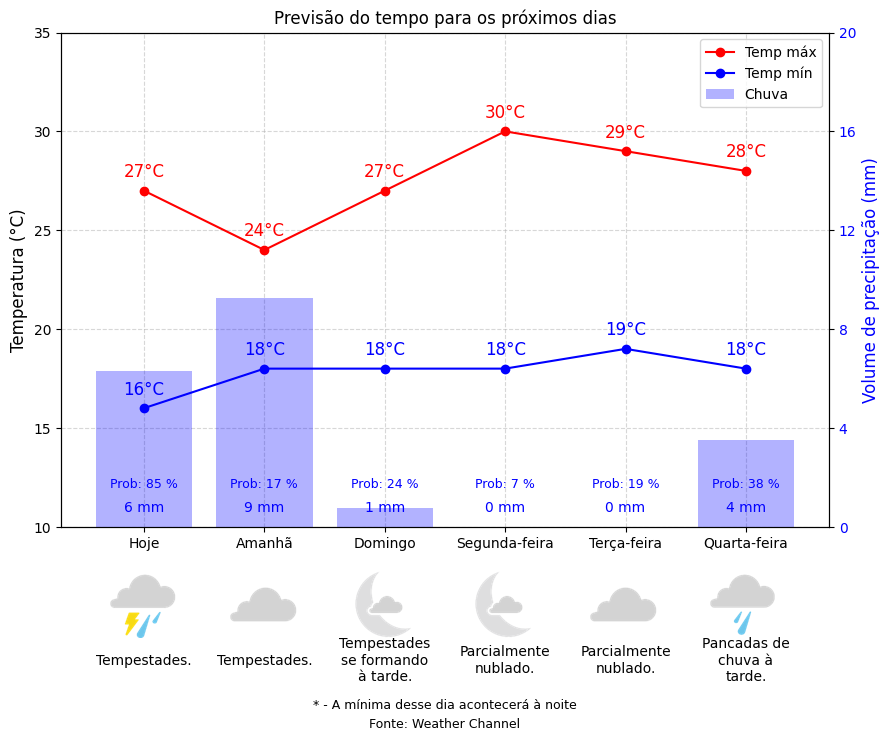 Previsão do tempo para os próximos dias
35
30
25
20
15
10
Temperatura (°C)
20
16
12
8
4
0
Volume de precipitação (mm)
Temp máx
Temp mín
Chuva
27°C
24°C
27°C
30°C
29°C
28°C
16°C
18°C
18°C
18°C
19°C
18°C
Prob: 85 %
Prob: 17 %
Prob: 24 %
Prob: 7 %
Prob: 19 %
Prob: 38 %
6 mm
9 mm
1 mm
0 mm
0 mm
4 mm
Hoje
Amanhã
Domingo
Segunda-feira
Terça-feira
Quarta-feira
Tempestades.
Tempestades.
Tempestades
se formando
à tarde.
Parcialmente
nublado.
Parcialmente
nublado.
Pancadas de
chuva à
tarde.
* - A mínima desse dia acontecerá à noite
Fonte: Weather Channel